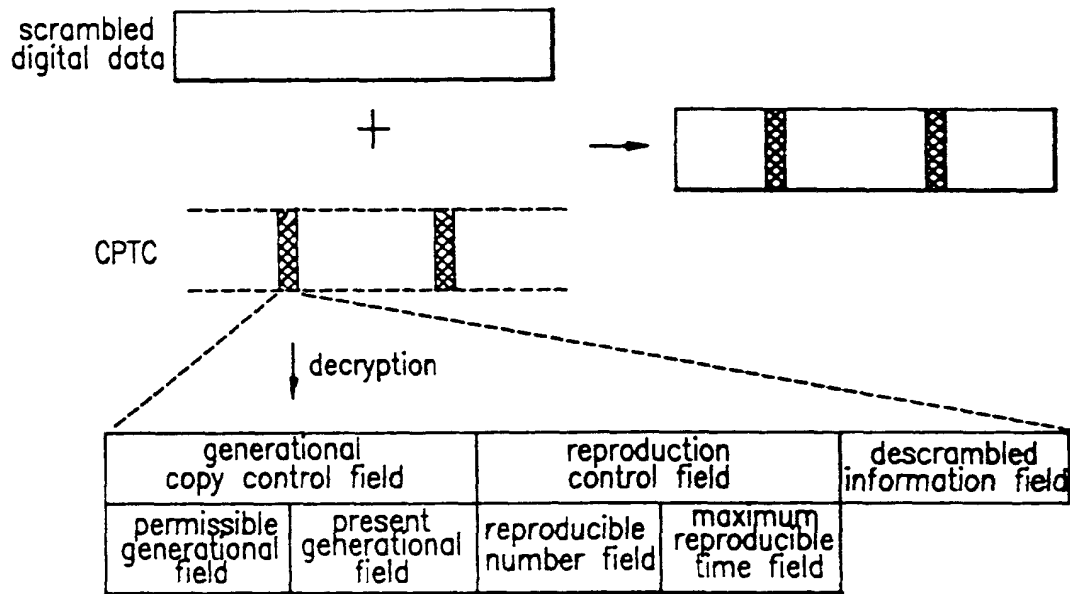 scrambled
digital data
+
CPTC
decryption
generational
copy control field
reproduction
control field
descrambled
information field
permissible
generational
field
present
generational
field
reproducible
number field
maximum
reproducible
time field